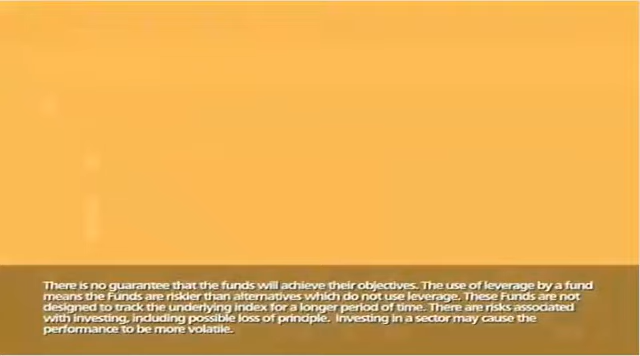 There is no guarantee that the funds will achieve their objectives. The use of leverage by a fund
means the Funds are riskier than alternatives which do not use leverage. These Funds are not
designed to track the underlying index for a longer period of time. There are risks associated
with investing, including possible loss of principle. Investing in a sector may cause the
performance to be more volatile.